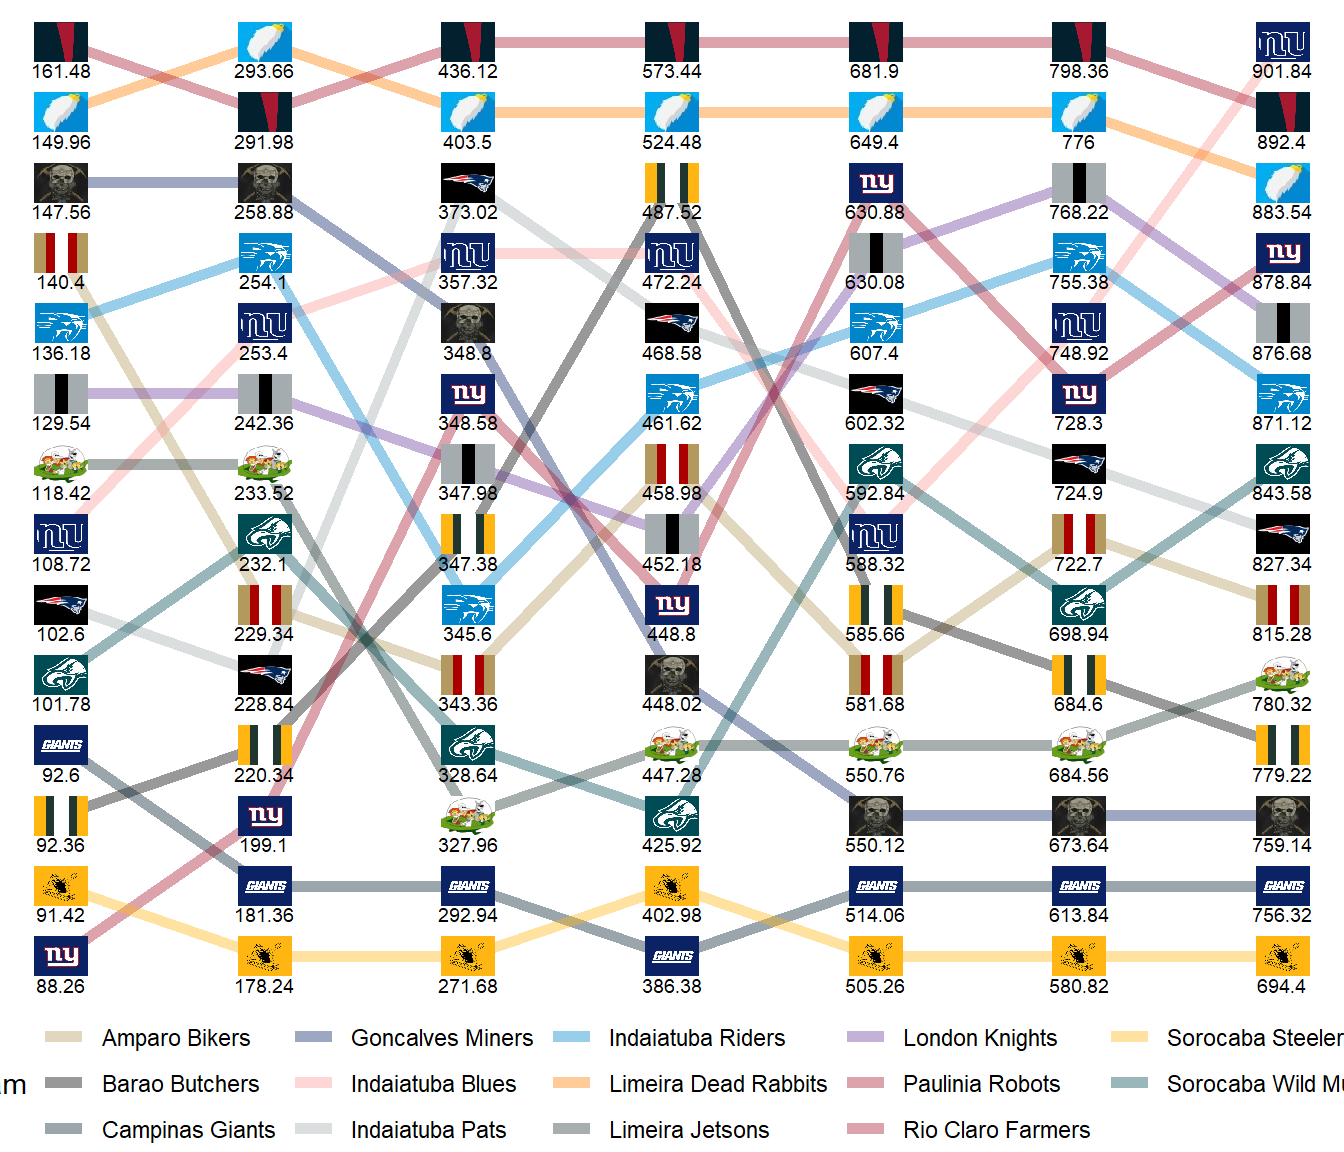 161.48 293.66 436.12 573.44 681.9 798.36 901.84
149.96 291.98 403.5 524.48 649.4 776 892.4
147.56 258.88 373.02 487.52 630.88 768.22 883.54
140.4 254.1 357.32 472.24 630.08 755.38 878.84
136.18 253.4 348.8 468.58 607.4 748.92 876.68
129.54 242.36 348.58 461.62 602.32 728.3 871.12
118.42 233.52 347.98 458.98 592.84 724.9 843.58
108.72 232.1 347.38 452.18 588.32 722.7 827.34
102.6 229.34 345.6 448.8 585.66 698.94 815.28
101.78 228.84 343.36 448.02 581.68 684.6 780.32
92.6 220.34 328.64 447.28 550.76 684.56 779.22
92.36 199.1 327.96 425.92 550.12 673.64 759.14
91.42 181.36 292.94 402.98 514.06 613.84 756.32
88.26 178.24 271.68 386.38 505.26 580.82 694.4
Amparo Bikers Goncalves Miners Indaiatuba Riders London Knights Sorocaba Steeler
am Barao Butchers Indaiatuba Blues Limeira Dead Rabbits Paulinia Robots Sorocaba Wild Mu
Campinas Giants Indaiatuba Pats Limeira Jetsons Rio Claro Farmers